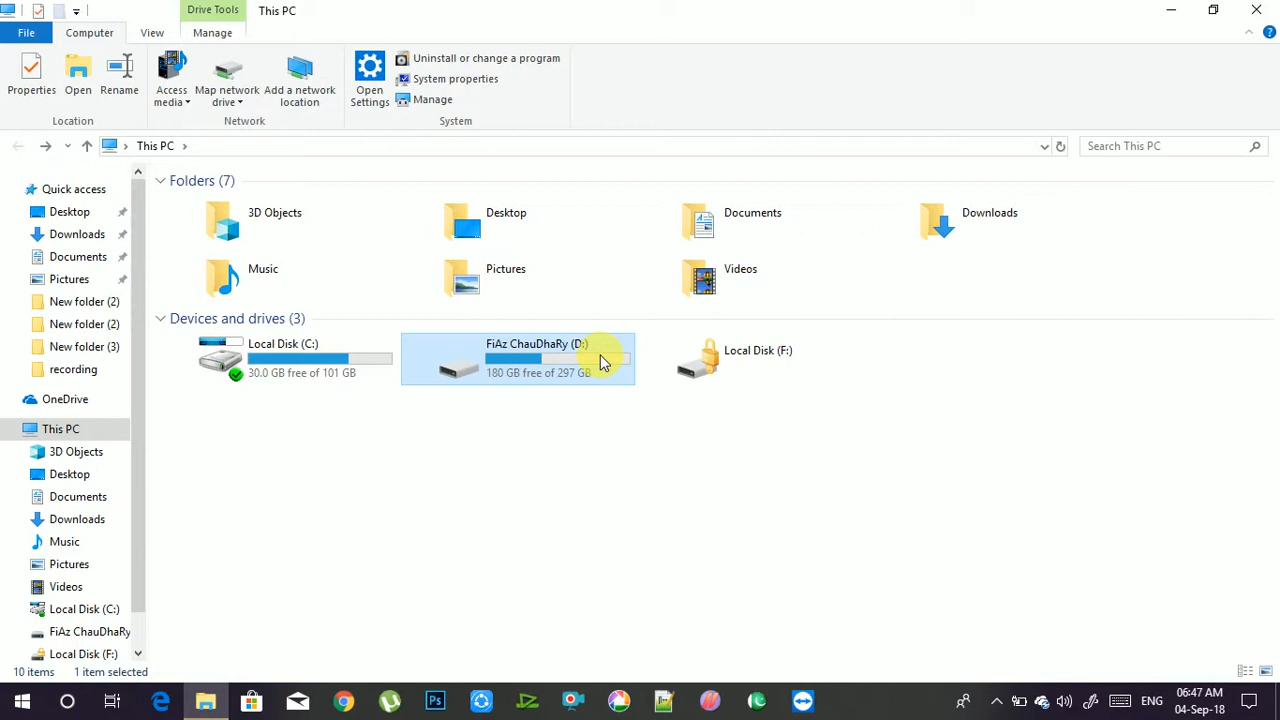 Drive Tools
This PC
File
Computer
View
Manage
Properties
Open
Rename
Access media
Map network drive
Add a network location
Open Settings
Uninstall or change a program
System properties
Manage
Location
Network
System
This PC
Search This PC
Quick access
Desktop
Downloads
Documents
Pictures
New folder (2)
New folder (2)
New folder (3)
recording
OneDrive
This PC
3D Objects
Desktop
Documents
Downloads
Music
Pictures
Videos
Local Disk (C:)
FiAz ChauDhaRy
Local Disk (F:)
Folders (7)
3D Objects
Desktop
Documents
Downloads
Music
Pictures
Videos
Devices and drives (3)
Local Disk (C:)
30.0 GB free of 101 GB
FiAz ChauDhaRy (D:)
180 GB free of 297 GB
Local Disk (F:)
10 items
1 item selected
Ps
ENG
06:47 AM
04-Sep-18